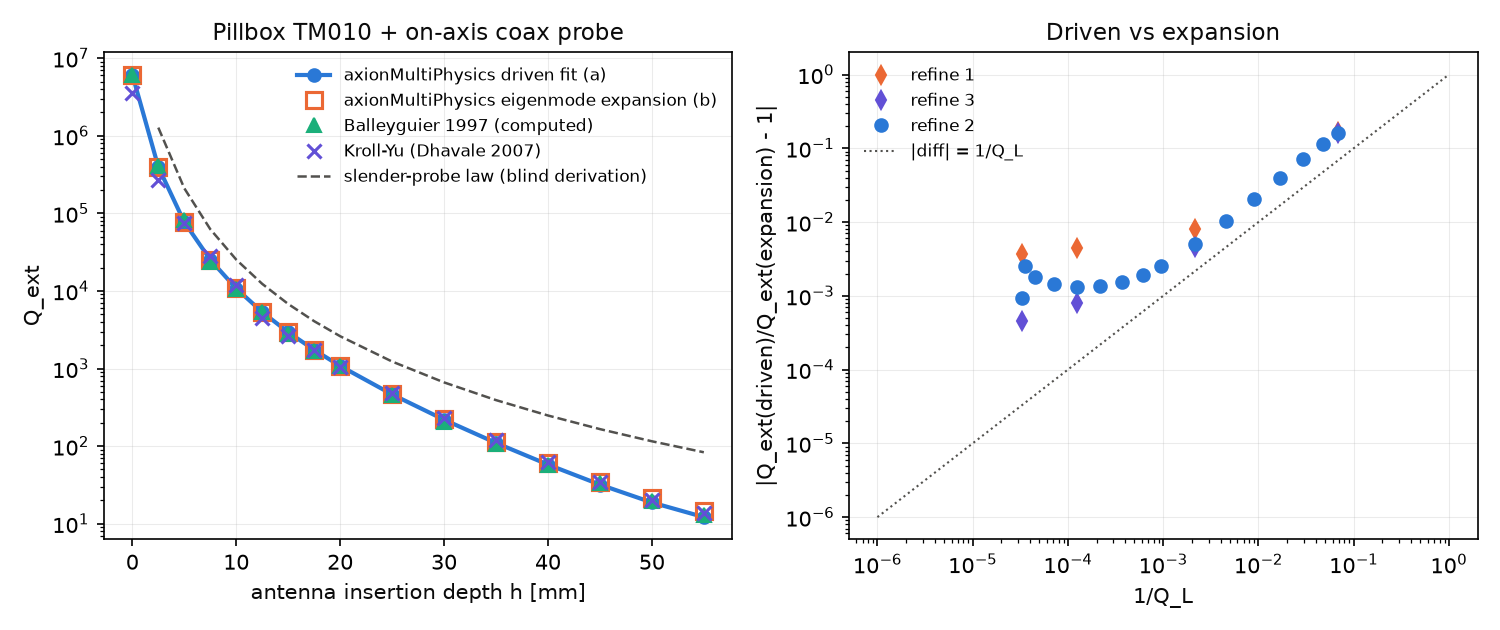 Pillbox TM010 + on-axis coax probe
10^7
10^6
10^5
10^4
10^3
10^2
10^1
Q_ext
0
10
20
30
40
50
antenna insertion depth h [mm]
axionMultiPhysics driven fit (a)
axionMultiPhysics eigenmode expansion (b)
Balleyguier 1997 (computed)
Kroll-Yu (Dhavale 2007)
slender-probe law (blind derivation)
Driven vs expansion
10^0
10^-1
10^-2
10^-3
10^-4
10^-5
10^-6
|Q_ext(driven)/Q_ext(expansion) - 1|
10^-6
10^-5
10^-4
10^-3
10^-2
10^-1
10^0
1/Q_L
refine 1
refine 3
refine 2
|diff| = 1/Q_L